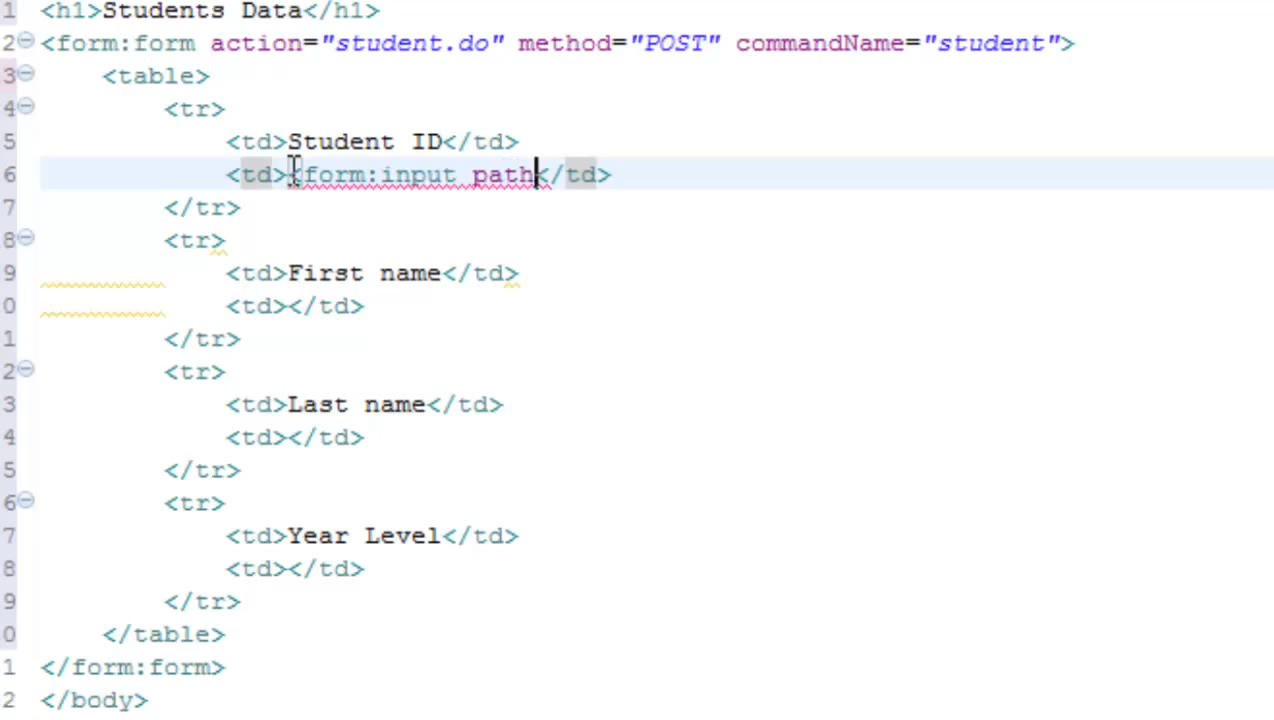 1 <h1>Students Data</h1>
2 <form:form action="student.do" method="POST" commandName="student">
3 <table>
4 <tr>
5 <td>Student ID</td>
6 <td><form:input path</td>
7 </tr>
8 <tr>
9 <td>First name</td>
0 <td></td>
1 </tr>
2 <tr>
3 <td>Last name</td>
4 <td></td>
5 </tr>
6 <tr>
7 <td>Year Level</td>
8 <td></td>
9 </tr>
0 </table>
1 </form:form>
2 </body>